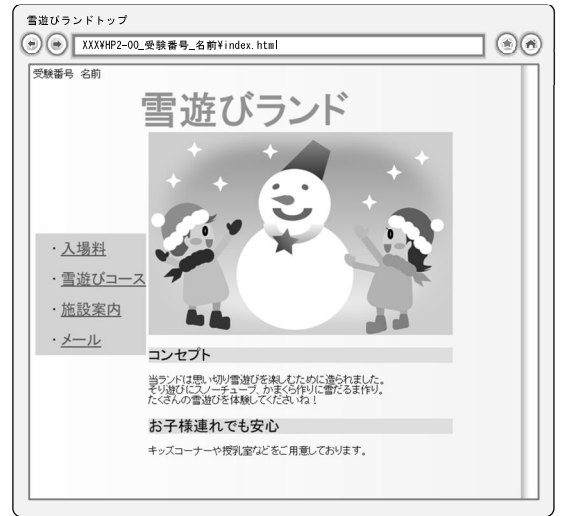 雪遊びランドトップ
XXX¥HP2-00_受験番号_名前¥index.html
受験番号 名前
雪遊びランド
・入場料
・雪遊びコース
・施設案内
・メール
コンセプト
当ランドは思い切り雪遊びを楽しむために造られました。
そり遊びにスノーチューブ、かまくら作りに雪だるま作り。
たくさんの雪遊びを体験してくださいね！
お子様連れでも安心
キッズコーナーや授乳室などをご用意しております。